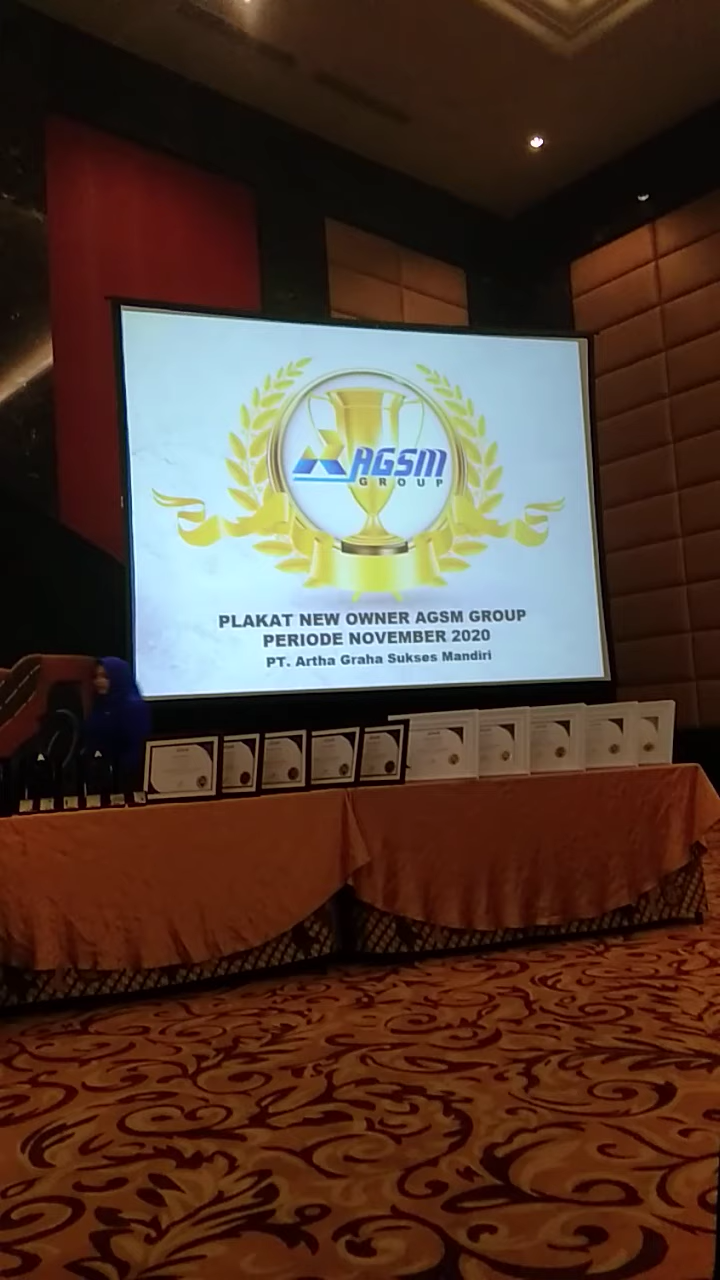 AGSM
GROUP
PLAKAT NEW OWNER AGSM GROUP
PERIODE NOVEMBER 2020
PT. Artha Graha Sukses Mandiri